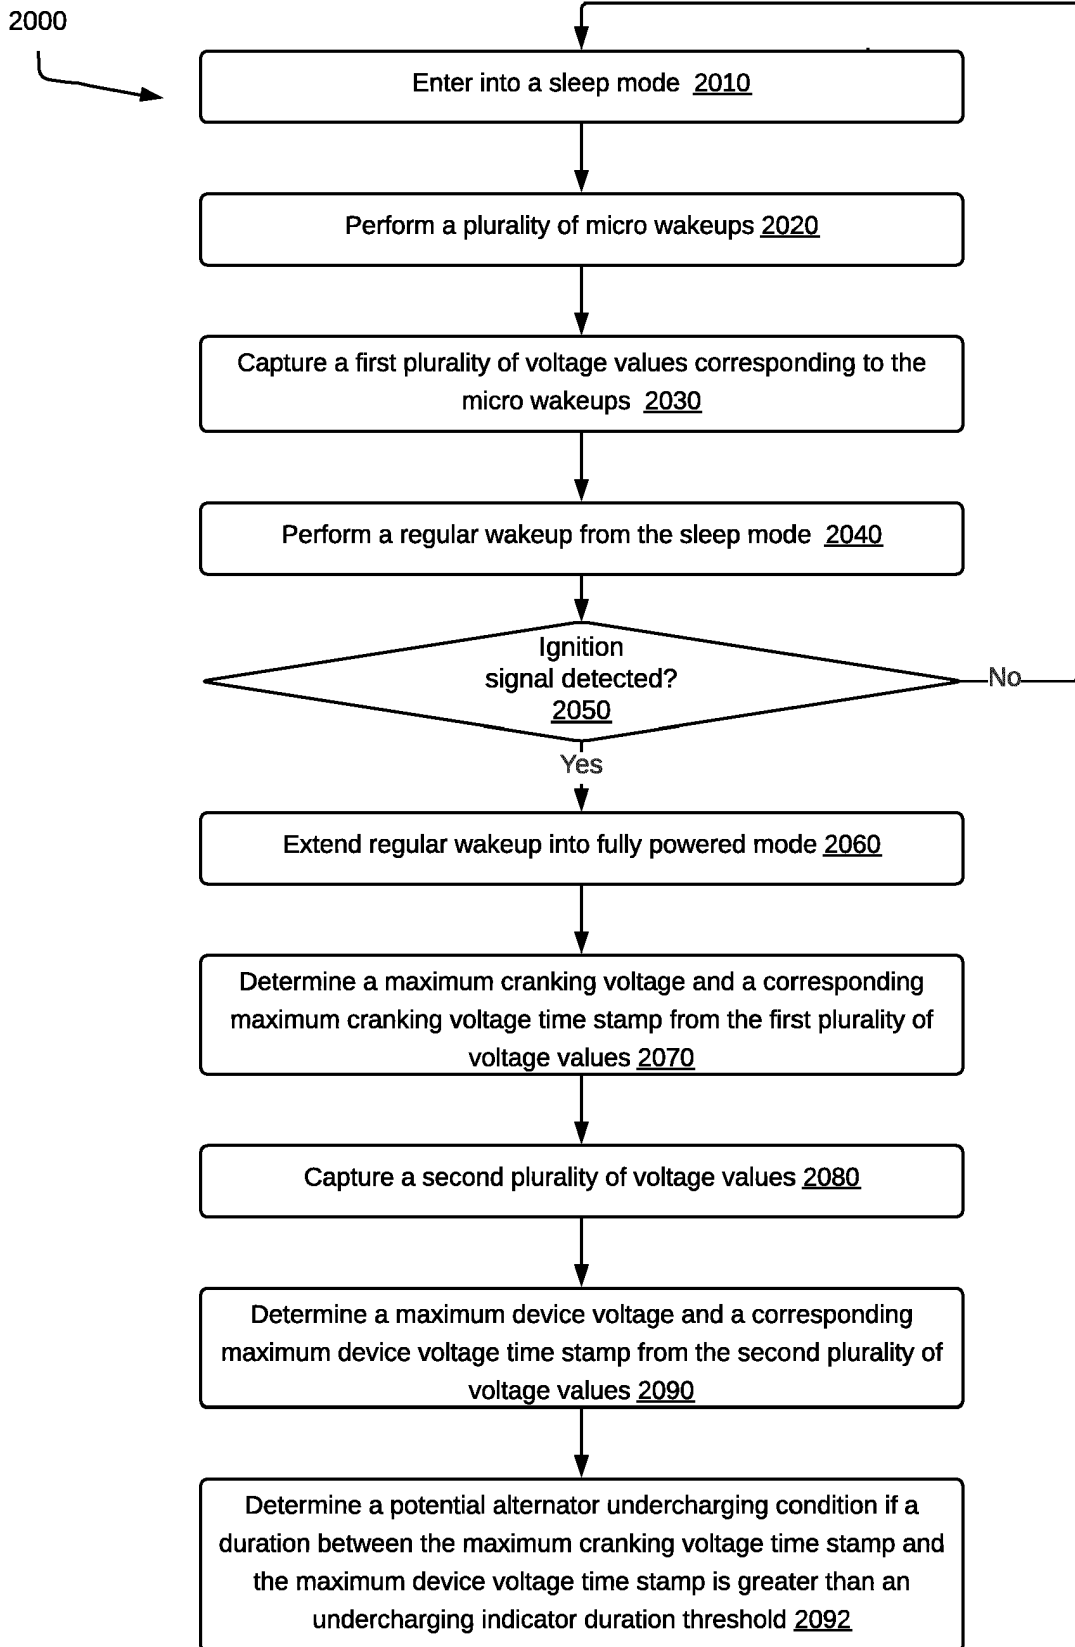 2000
Enter into a sleep mode 2010
Perform a plurality of micro wakeups 2020
Capture a first plurality of voltage values corresponding to the
micro wakeups 2030
Perform a regular wakeup from the sleep mode 2040
Ignition
signal detected?
2050
No
Yes
Extend regular wakeup into fully powered mode 2060
Determine a maximum cranking voltage and a corresponding
maximum cranking voltage time stamp from the first plurality of
voltage values 2070
Capture a second plurality of voltage values 2080
Determine a maximum device voltage and a corresponding
maximum device voltage time stamp from the second plurality of
voltage values 2090
Determine a potential alternator undercharging condition if a
duration between the maximum cranking voltage time stamp and
the maximum device voltage time stamp is greater than an
undercharging indicator duration threshold 2092